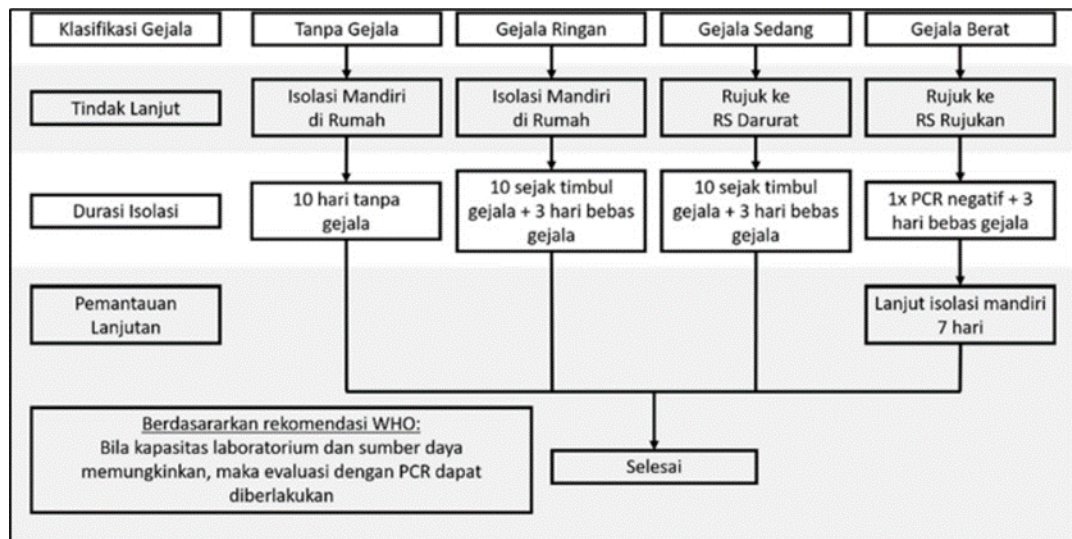 Klasifikasi Gejala
Tanpa Gejala
Gejala Ringan
Gejala Sedang
Gejala Berat
Tindak Lanjut
Isolasi Mandiri
di Rumah
Isolasi Mandiri
di Rumah
Rujuk ke
RS Darurat
Rujuk ke
RS Rujukan
Durasi Isolasi
10 hari tanpa
gejala
10 sejak timbul
gejala + 3 hari bebas
gejala
10 sejak timbul
gejala + 3 hari bebas
gejala
1x PCR negatif + 3
hari bebas gejala
Pemantauan
Lanjutan
Lanjut isolasi mandiri
7 hari
Berdasararkan rekomendasi WHO:
Bila kapasitas laboratorium dan sumber daya
memungkinkan, maka evaluasi dengan PCR dapat
diberlakukan
Selesai